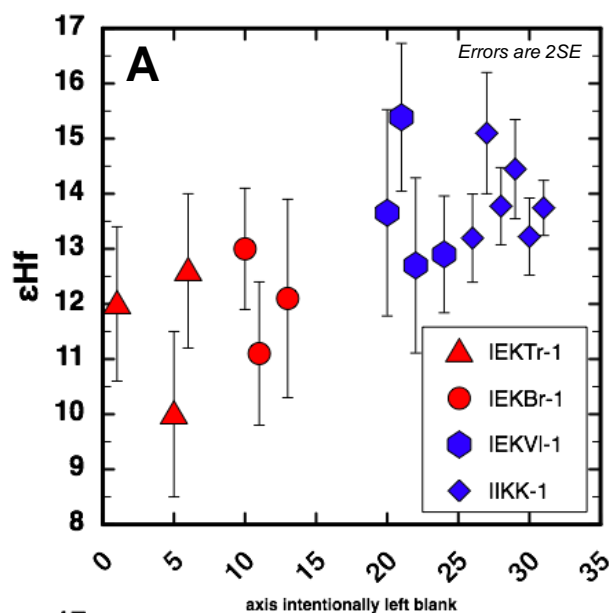 17
A
Errors are 2SE
16
15
14
13
εHf
12
11
10
9
8
IEKTr-1
IEKBr-1
IEKVI-1
IIKK-1
0
5
10
15
20
25
30
35
axis intentionally left blank